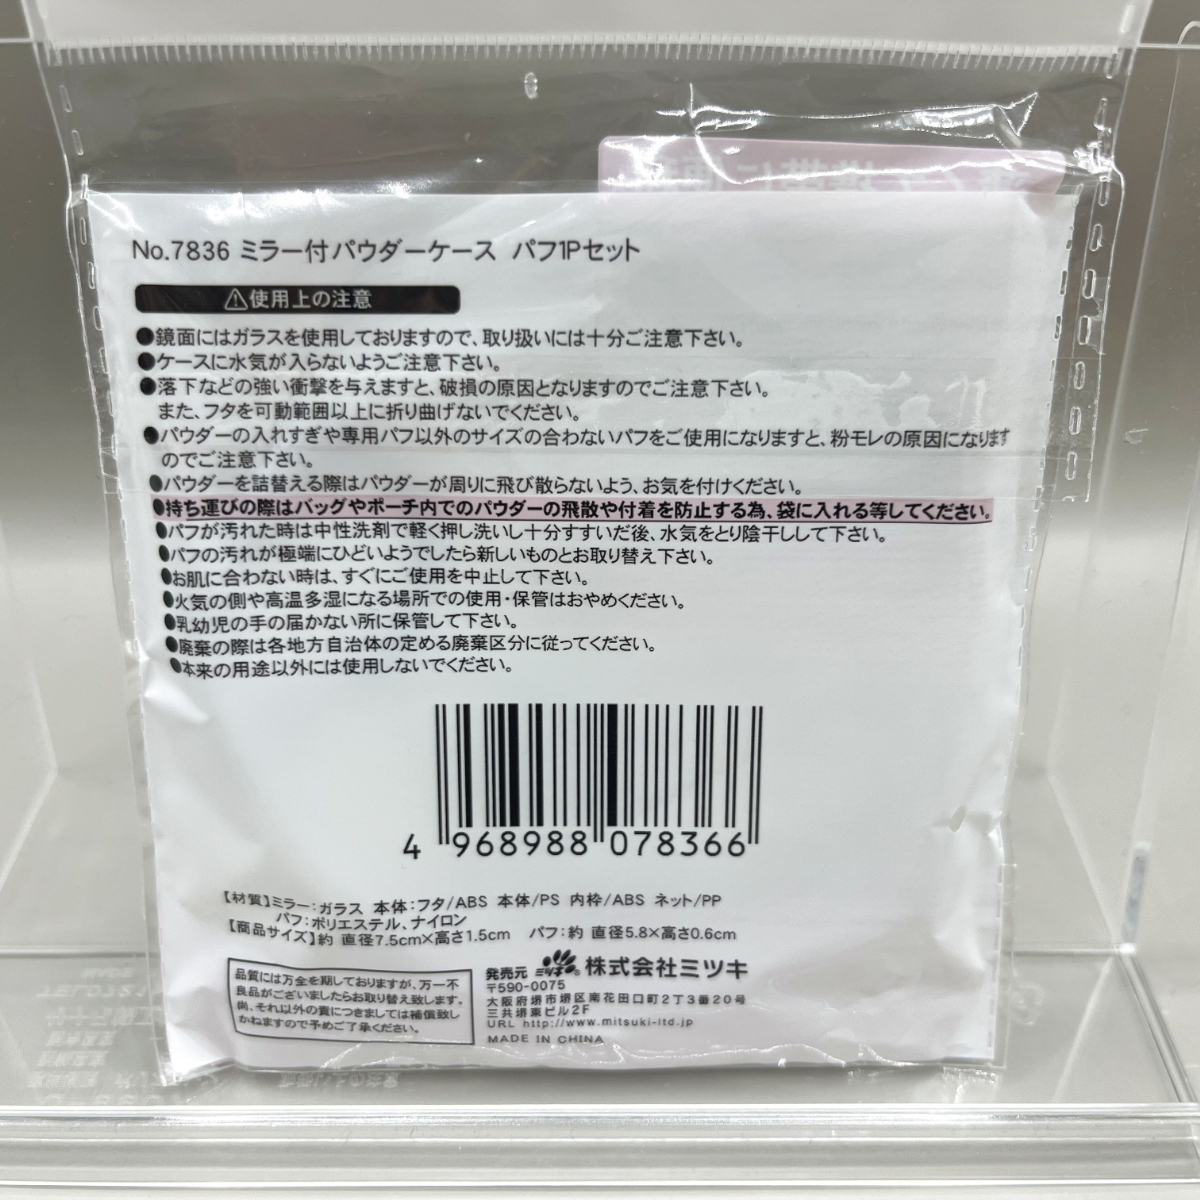 No.7836 ミラー付パウダーケース パフ1Pセット
⚠使用上の注意
●鏡面にはガラスを使用しておりますので、取り扱いには十分ご注意下さい。
●ケースに水気が入らないようご注意下さい。
●落下などの強い衝撃を与えますと、破損の原因となりますのでご注意下さい。
また、フタを可動範囲以上に折り曲げないでください。
●パウダーの入れすぎや専用パフ以外のサイズの合わないパフをご使用になりますと、粉モレの原因になります
のでご注意下さい。
●パウダーを詰替える際はパウダーが周りに飛び散らないよう、お気を付けください。
●持ち運びの際はバッグやポーチ内でのパウダーの飛散や付着を防止する為、袋に入れる等してください。
●パフが汚れた時は中性洗剤で軽く押し洗いし十分すすいだ後、水気をとり陰干しして下さい。
●パフの汚れが極端にひどいようでしたら新しいものとお取り替え下さい。
●お肌に合わない時は、すぐにご使用を中止して下さい。
●火気の側や高温多湿になる場所での使用・保管はおやめください。
●乳幼児の手の届かない所に保管して下さい。
●廃棄の際は各地方自治体の定める廃棄区分に従ってください。
●本来の用途以外には使用しないでください。
4 968988 078366
【材質】ミラー:ガラス 本体:フタ/ABS 本体/PS 内枠/ABS ネット/PP
パフ:ポリエステル、ナイロン
【商品サイズ】約 直径7.5cm×高さ1.5cm パフ:約 直径5.8×高さ0.6cm
品質には万全を期しておりますが、万一不
良品がございましたらお取り替え致します。
尚、それ以外の責につきましては補償致し
かねますので予めご了承ください。
発売元 ミツキ® 株式会社ミツキ
〒590-0075
大阪府堺市堺区南花田口町2丁3番20号
三共堺東ビル2F
URL http://www.mitsuki-ltd.jp
MADE IN CHINA